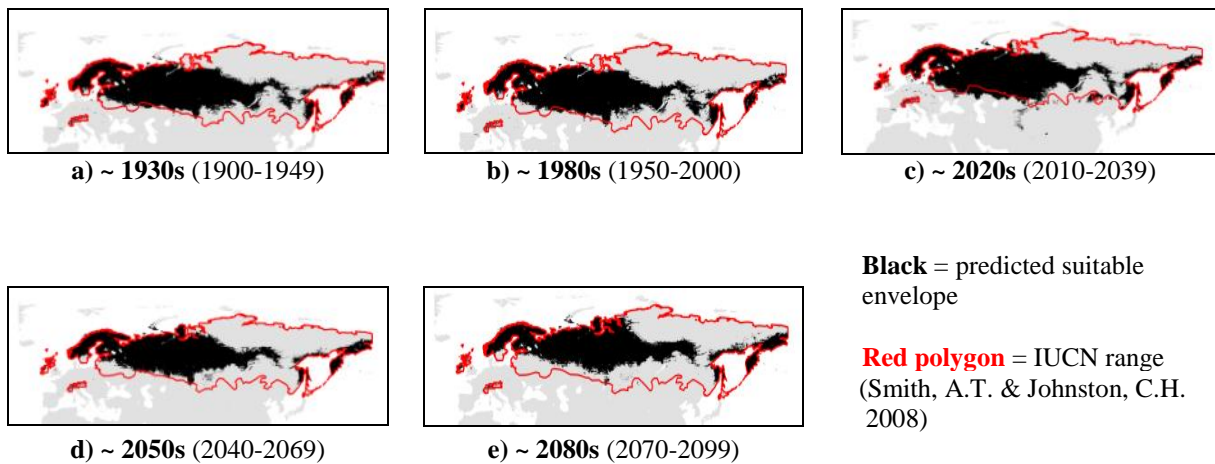 a) ~ 1930s (1900-1949)
b) ~ 1980s (1950-2000)
c) ~ 2020s (2010-2039)
Black = predicted suitable
envelope
Red polygon = IUCN range
(Smith, A.T. & Johnston, C.H.
2008)
d) ~ 2050s (2040-2069)
e) ~ 2080s (2070-2099)